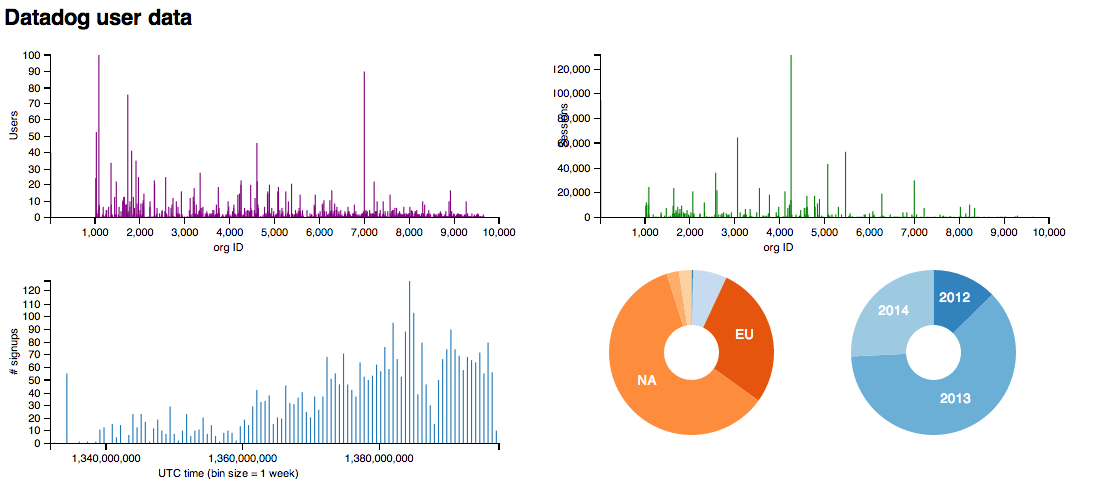 Datadog user data
100
90
80
70
60
50
40
30
20
10
0
Users
1,000 2,000 3,000 4,000 5,000 6,000 7,000 8,000 9,000 10,000
org ID
120,000
100,000
80,000
60,000
40,000
20,000
0
Sessions
1,000 2,000 3,000 4,000 5,000 6,000 7,000 8,000 9,000 10,000
org ID
120
110
100
90
80
70
60
50
40
30
20
10
0
# signups
1,340,000,000 1,360,000,000 1,380,000,000
UTC time (bin size = 1 week)
EU
NA
2012
2014
2013